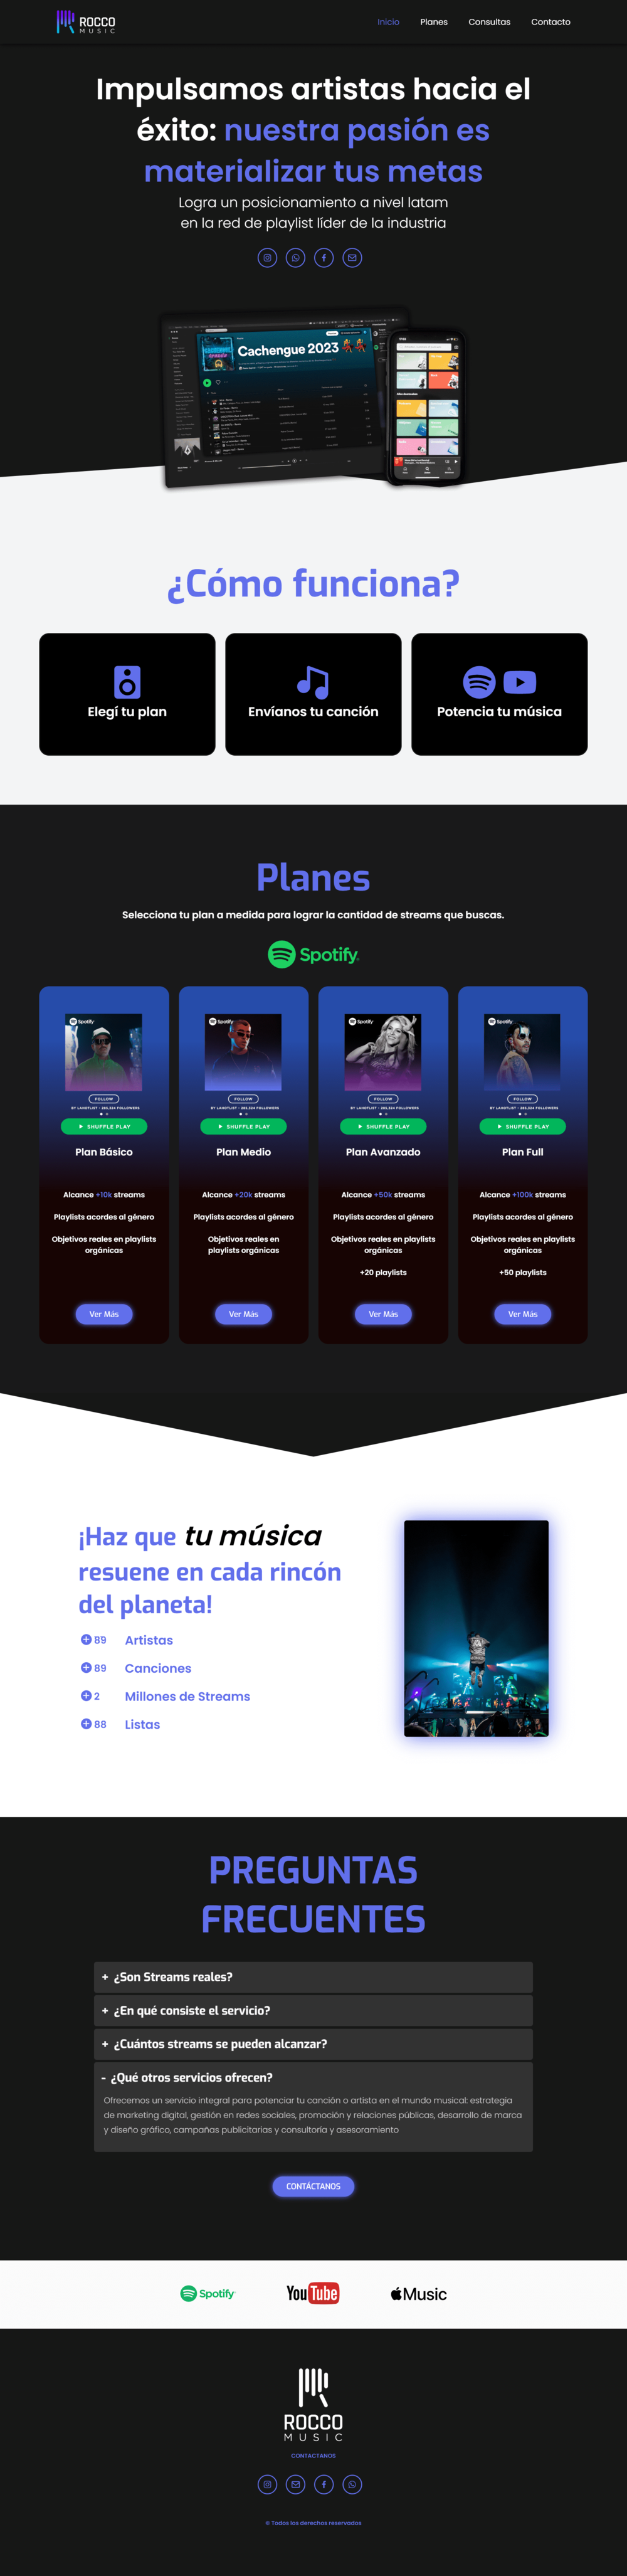 ROCCO
MUSIC
Inicio
Planes
Consultas
Contacto
Impulsamos artistas hacia el
éxito: nuestra pasión es
materializar tus metas
Logra un posicionamiento a nivel latam
en la red de playlist líder de la industria
Cachengue 2023
¿Cómo funciona?
Elegí tu plan
Envíanos tu canción
Potencia tu música
Planes
Selecciona tu plan a medida para lograr la cantidad de streams que buscas.
Spotify
Spotify
FOLLOW
SHUFFLE PLAY
Plan Básico
Alcance +10k streams
Playlists acordes al género
Objetivos reales en playlists
orgánicas
Ver Más
Spotify
FOLLOW
SHUFFLE PLAY
Plan Medio
Alcance +20k streams
Playlists acordes al género
Objetivos reales en
playlists orgánicas
Ver Más
Spotify
FOLLOW
SHUFFLE PLAY
Plan Avanzado
Alcance +50k streams
Playlists acordes al género
Objetivos reales en playlists
orgánicas
+20 playlists
Ver Más
Spotify
FOLLOW
SHUFFLE PLAY
Plan Full
Alcance +100k streams
Playlists acordes al género
Objetivos reales en playlists
orgánicas
+50 playlists
Ver Más
¡Haz que tu música
resuene en cada rincón
del planeta!
89 Artistas
89 Canciones
2 Millones de Streams
88 Listas
PREGUNTAS
FRECUENTES
+ ¿Son Streams reales?
+ ¿En qué consiste el servicio?
+ ¿Cuántos streams se pueden alcanzar?
- ¿Qué otros servicios ofrecen?
Ofrecemos un servicio integral para potenciar tu canción o artista en el mundo musical: estrategia
de marketing digital, gestión en redes sociales, promoción y relaciones públicas, desarrollo de marca
y diseño gráfico, campañas publicitarias y consultoría y asesoramiento
CONTÁCTANOS
Spotify
YouTube
Music
ROCCO
MUSIC
CONTACTANOS
© Todos los derechos reservados